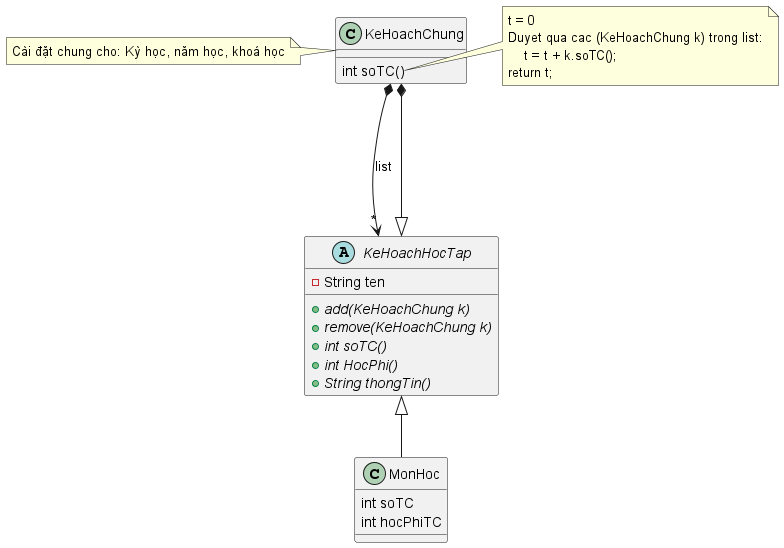 Cài đặt chung cho: Kỳ học, năm học, khoá học
C KeHoachChung
int soTC()
t = 0
Duyet qua cac (KeHoachChung k) trong list:
t = t + k.soTC();
return t;
list
*
A KeHoachHocTap
String ten
add(KeHoachChung k)
remove(KeHoachChung k)
int soTC()
int HocPhi()
String thongTin()
C MonHoc
int soTC
int hocPhiTC